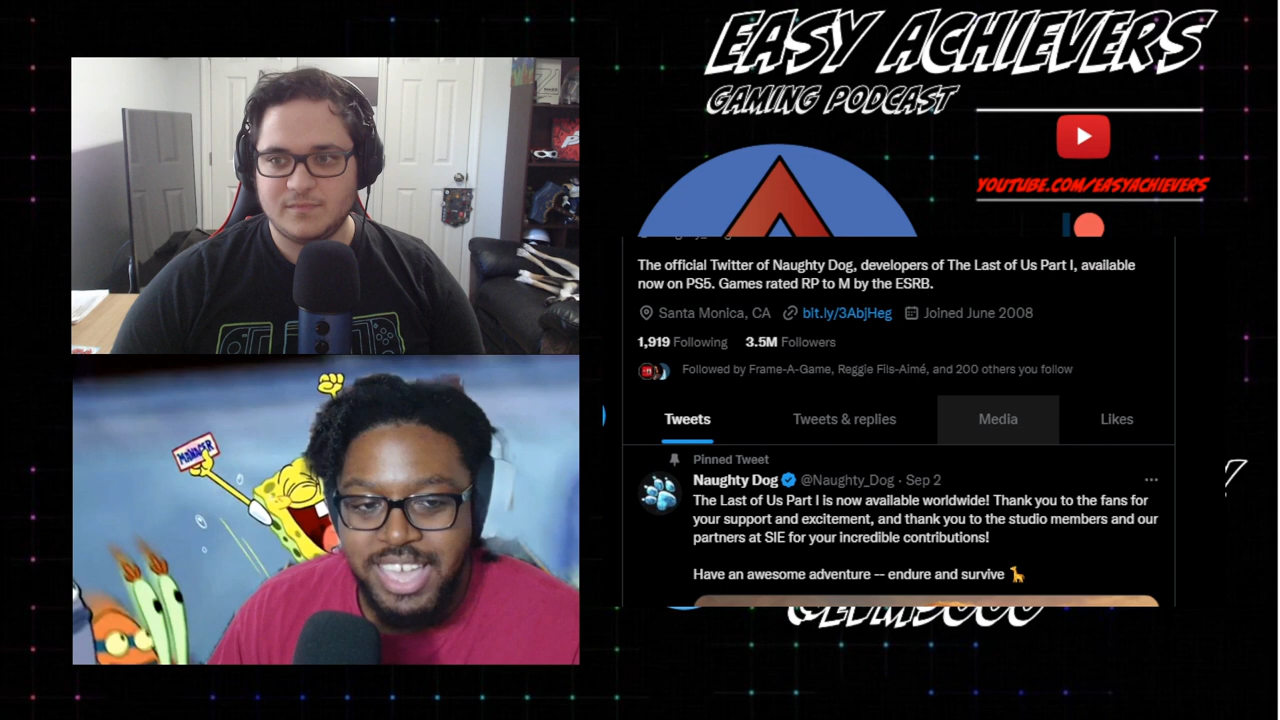 EASY ACHIEVERS
GAMING PODCAST
YOUTUBE.COM/EASYACHIEVERS
MANAGER
The official Twitter of Naughty Dog, developers of The Last of Us Part I, available
now on PS5. Games rated RP to M by the ESRB.
Santa Monica, CA bit.ly/3AbjHeg Joined June 2008
1,919 Following 3.5M Followers
Followed by Frame-A-Game, Reggie Fils-Aimé, and 200 others you follow
Tweets Tweets & replies Media Likes
Pinned Tweet
Naughty Dog @Naughty_Dog · Sep 2
The Last of Us Part I is now available worldwide! Thank you to the fans for
your support and excitement, and thank you to the studio members and our
partners at SIE for your incredible contributions!
Have an awesome adventure -- endure and survive 🦒